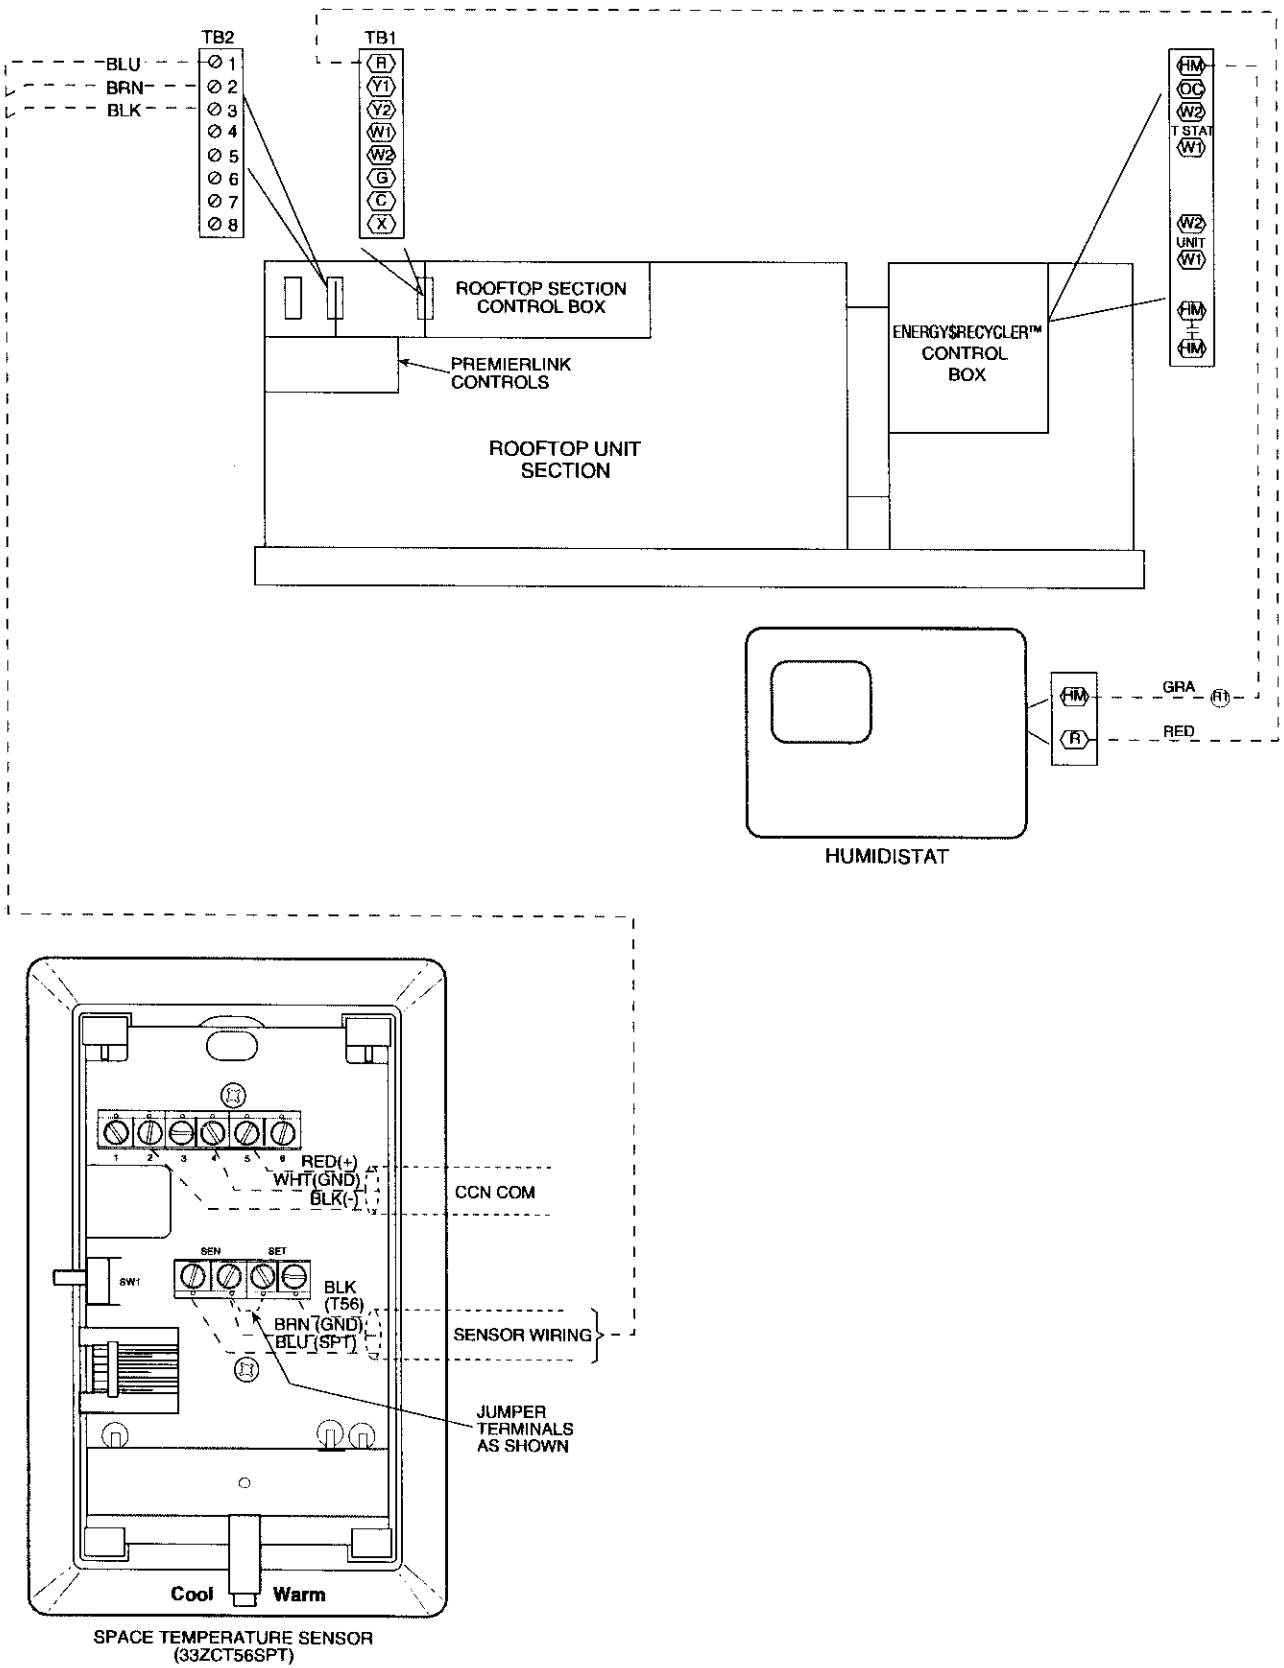 TB2
TB1
BLU
BRN
BLK
1
2
3
4
5
6
7
8
R
Y1
Y2
W1
W2
G
C
X
HM
OC
W2
T STAT
W1
W2
UNIT
W1
HM
HM
ROOFTOP SECTION
CONTROL BOX
PREMIERLINK
CONTROLS
ROOFTOP UNIT
SECTION
ENERGY$RECYCLER™
CONTROL
BOX
HM
GRA
R1
R
RED
HUMIDISTAT
1 2 3 4 5 6
RED(+)
WHT(GND)
BLK(-)
CCN COM
SEN
SET
SW1
BLK
(T56)
BRN (GND)
BLU (SPT)
SENSOR WIRING
JUMPER
TERMINALS
AS SHOWN
Cool
Warm
SPACE TEMPERATURE SENSOR
(33ZCT56SPT)